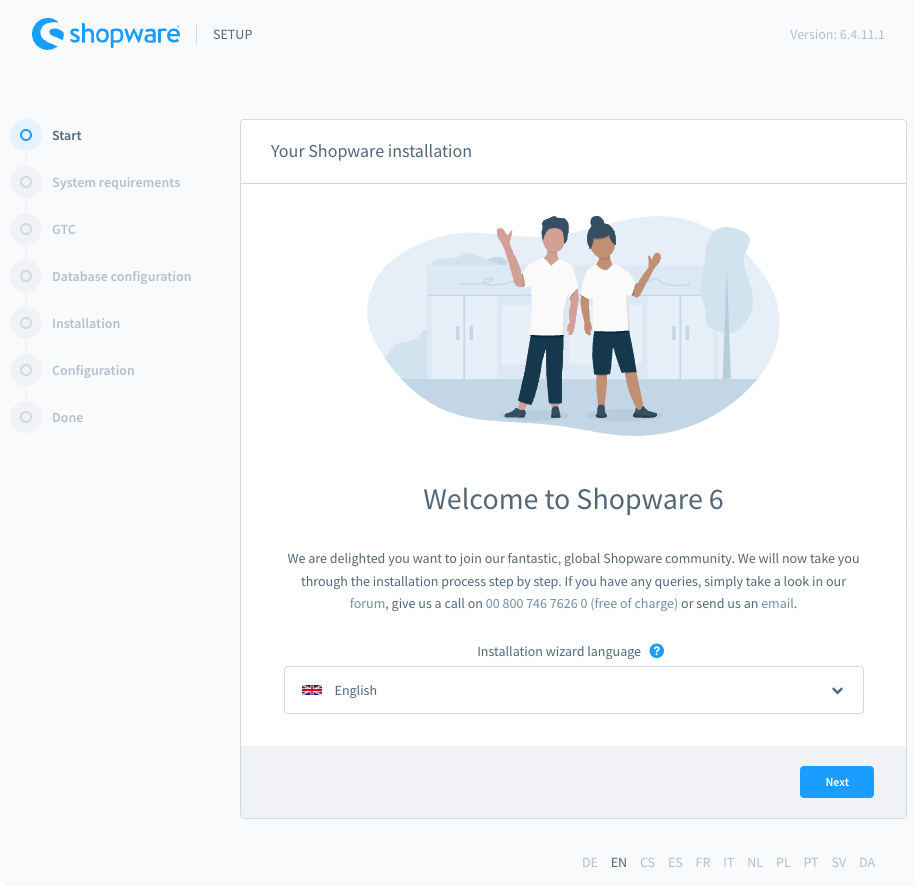 shopware
SETUP
Version: 6.4.11.1
Start
System requirements
GTC
Database configuration
Installation
Configuration
Done
Your Shopware installation
Welcome to Shopware 6
We are delighted you want to join our fantastic, global Shopware community. We will now take you
through the installation process step by step. If you have any queries, simply take a look in our
forum, give us a call on 00 800 746 7626 0 (free of charge) or send us an email.
Installation wizard language ?
English
Next
DE EN CS ES FR IT NL PL PT SV DA